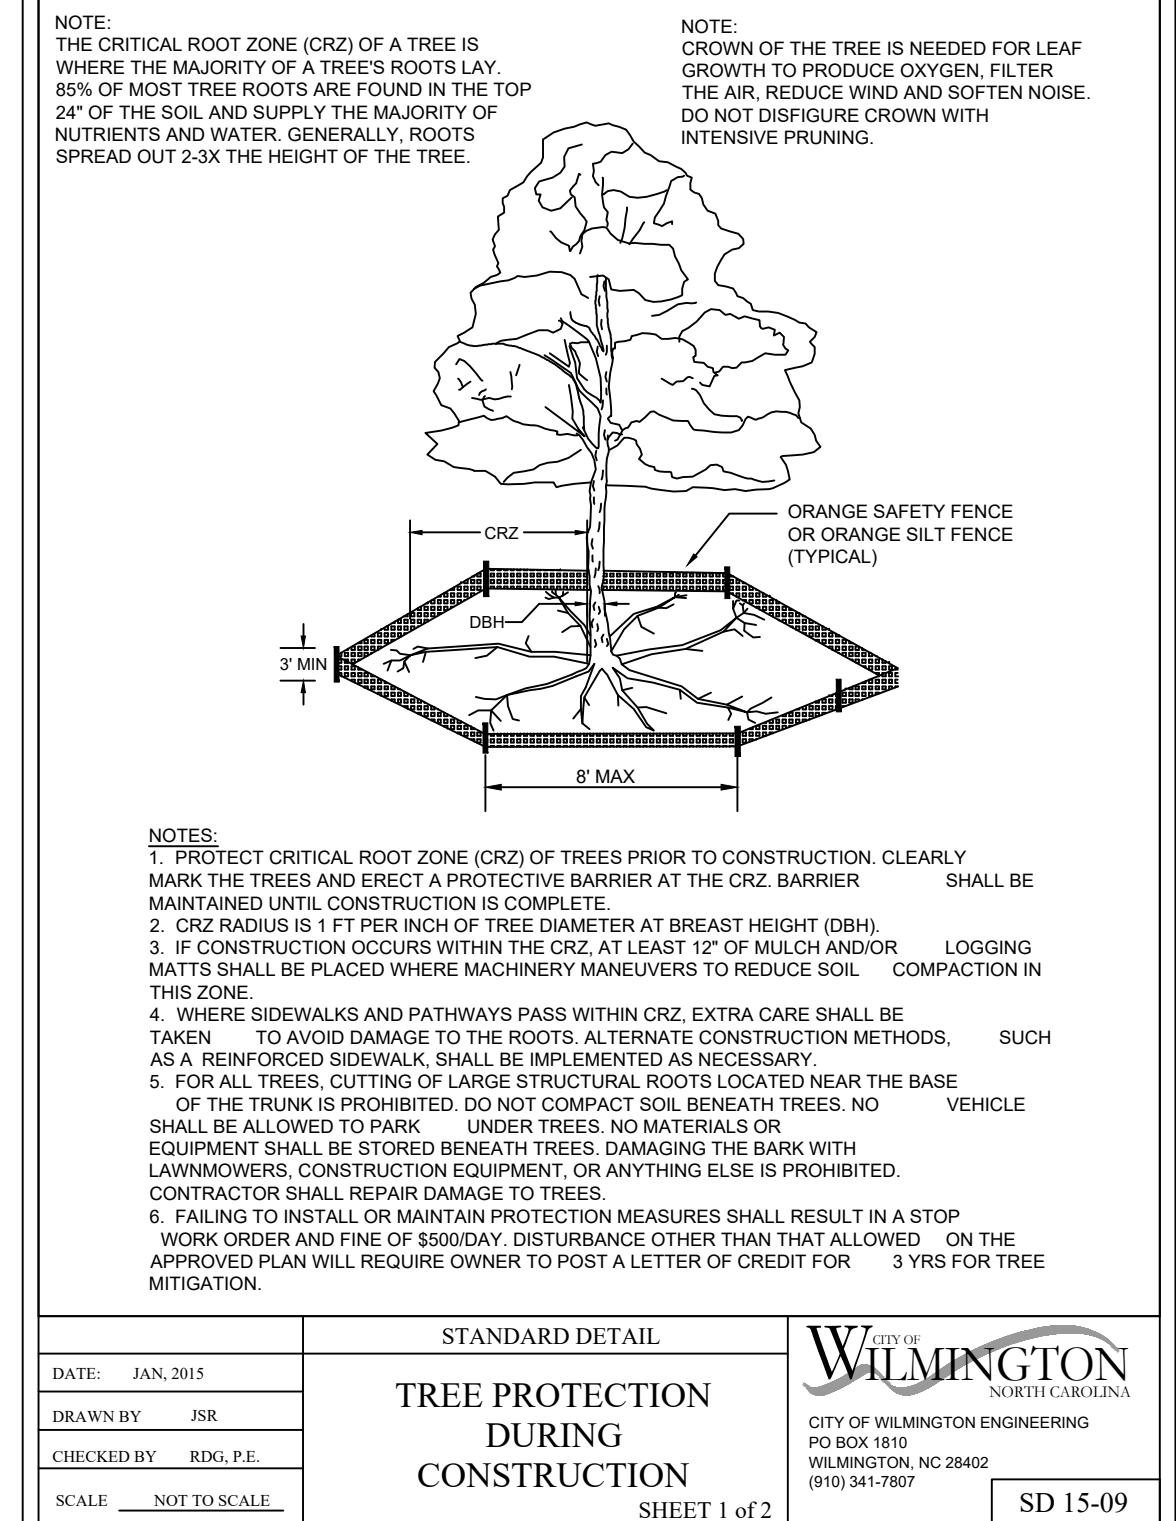 NOTE:
THE CRITICAL ROOT ZONE (CRZ) OF A TREE IS
WHERE THE MAJORITY OF A TREE'S ROOTS LAY.
85% OF MOST TREE ROOTS ARE FOUND IN THE TOP
24" OF THE SOIL AND SUPPLY THE MAJORITY OF
NUTRIENTS AND WATER. GENERALLY, ROOTS
SPREAD OUT 2-3X THE HEIGHT OF THE TREE.
NOTE:
CROWN OF THE TREE IS NEEDED FOR LEAF
GROWTH TO PRODUCE OXYGEN, FILTER
THE AIR, REDUCE WIND AND SOFTEN NOISE.
DO NOT DISFIGURE CROWN WITH
INTENSIVE PRUNING.
ORANGE SAFETY FENCE
OR ORANGE SILT FENCE
(TYPICAL)
CRZ
DBH
3' MIN
8' MAX
NOTES:
1. PROTECT CRITICAL ROOT ZONE (CRZ) OF TREES PRIOR TO CONSTRUCTION. CLEARLY
MARK THE TREES AND ERECT A PROTECTIVE BARRIER AT THE CRZ. BARRIER SHALL BE
MAINTAINED UNTIL CONSTRUCTION IS COMPLETE.
2. CRZ RADIUS IS 1 FT PER INCH OF TREE DIAMETER AT BREAST HEIGHT (DBH).
3. IF CONSTRUCTION OCCURS WITHIN THE CRZ, AT LEAST 12" OF MULCH AND/OR LOGGING
MATTS SHALL BE PLACED WHERE MACHINERY MANEUVERS TO REDUCE SOIL COMPACTION IN
THIS ZONE.
4. WHERE SIDEWALKS AND PATHWAYS PASS WITHIN CRZ, EXTRA CARE SHALL BE
TAKEN TO AVOID DAMAGE TO THE ROOTS. ALTERNATE CONSTRUCTION METHODS, SUCH
AS A REINFORCED SIDEWALK, SHALL BE IMPLEMENTED AS NECESSARY.
5. FOR ALL TREES, CUTTING OF LARGE STRUCTURAL ROOTS LOCATED NEAR THE BASE
OF THE TRUNK IS PROHIBITED. DO NOT COMPACT SOIL BENEATH TREES. NO VEHICLE
SHALL BE ALLOWED TO PARK UNDER TREES. NO MATERIALS OR
EQUIPMENT SHALL BE STORED BENEATH TREES. DAMAGING THE BARK WITH
LAWNMOWERS, CONSTRUCTION EQUIPMENT, OR ANYTHING ELSE IS PROHIBITED.
CONTRACTOR SHALL REPAIR DAMAGE TO TREES.
6. FAILING TO INSTALL OR MAINTAIN PROTECTION MEASURES SHALL RESULT IN A STOP
WORK ORDER AND FINE OF $500/DAY. DISTURBANCE OTHER THAN THAT ALLOWED ON THE
APPROVED PLAN WILL REQUIRE OWNER TO POST A LETTER OF CREDIT FOR 3 YRS FOR TREE
MITIGATION.
DATE: JAN, 2015
DRAWN BY JSR
CHECKED BY RDG, P.E.
SCALE NOT TO SCALE
STANDARD DETAIL
TREE PROTECTION
DURING
CONSTRUCTION
SHEET 1 of 2
CITY OF
WILMINGTON
NORTH CAROLINA
CITY OF WILMINGTON ENGINEERING
PO BOX 1810
WILMINGTON, NC 28402
(910) 341-7807
SD 15-09